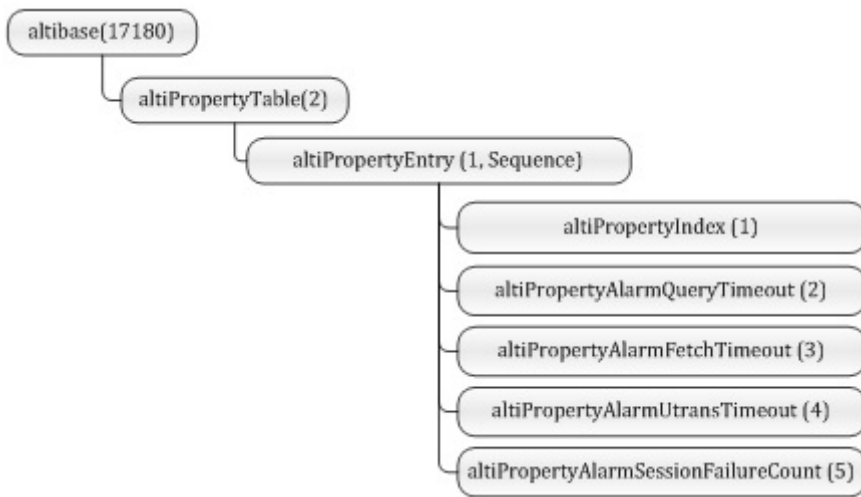 altibase(17180)
altiPropertyTable(2)
altiPropertyEntry (1, Sequence)
altiPropertyIndex (1)
altiPropertyAlarmQueryTimeout (2)
altiPropertyAlarmFetchTimeout (3)
altiPropertyAlarmUtransTimeout (4)
altiPropertyAlarmSessionFailureCount (5)